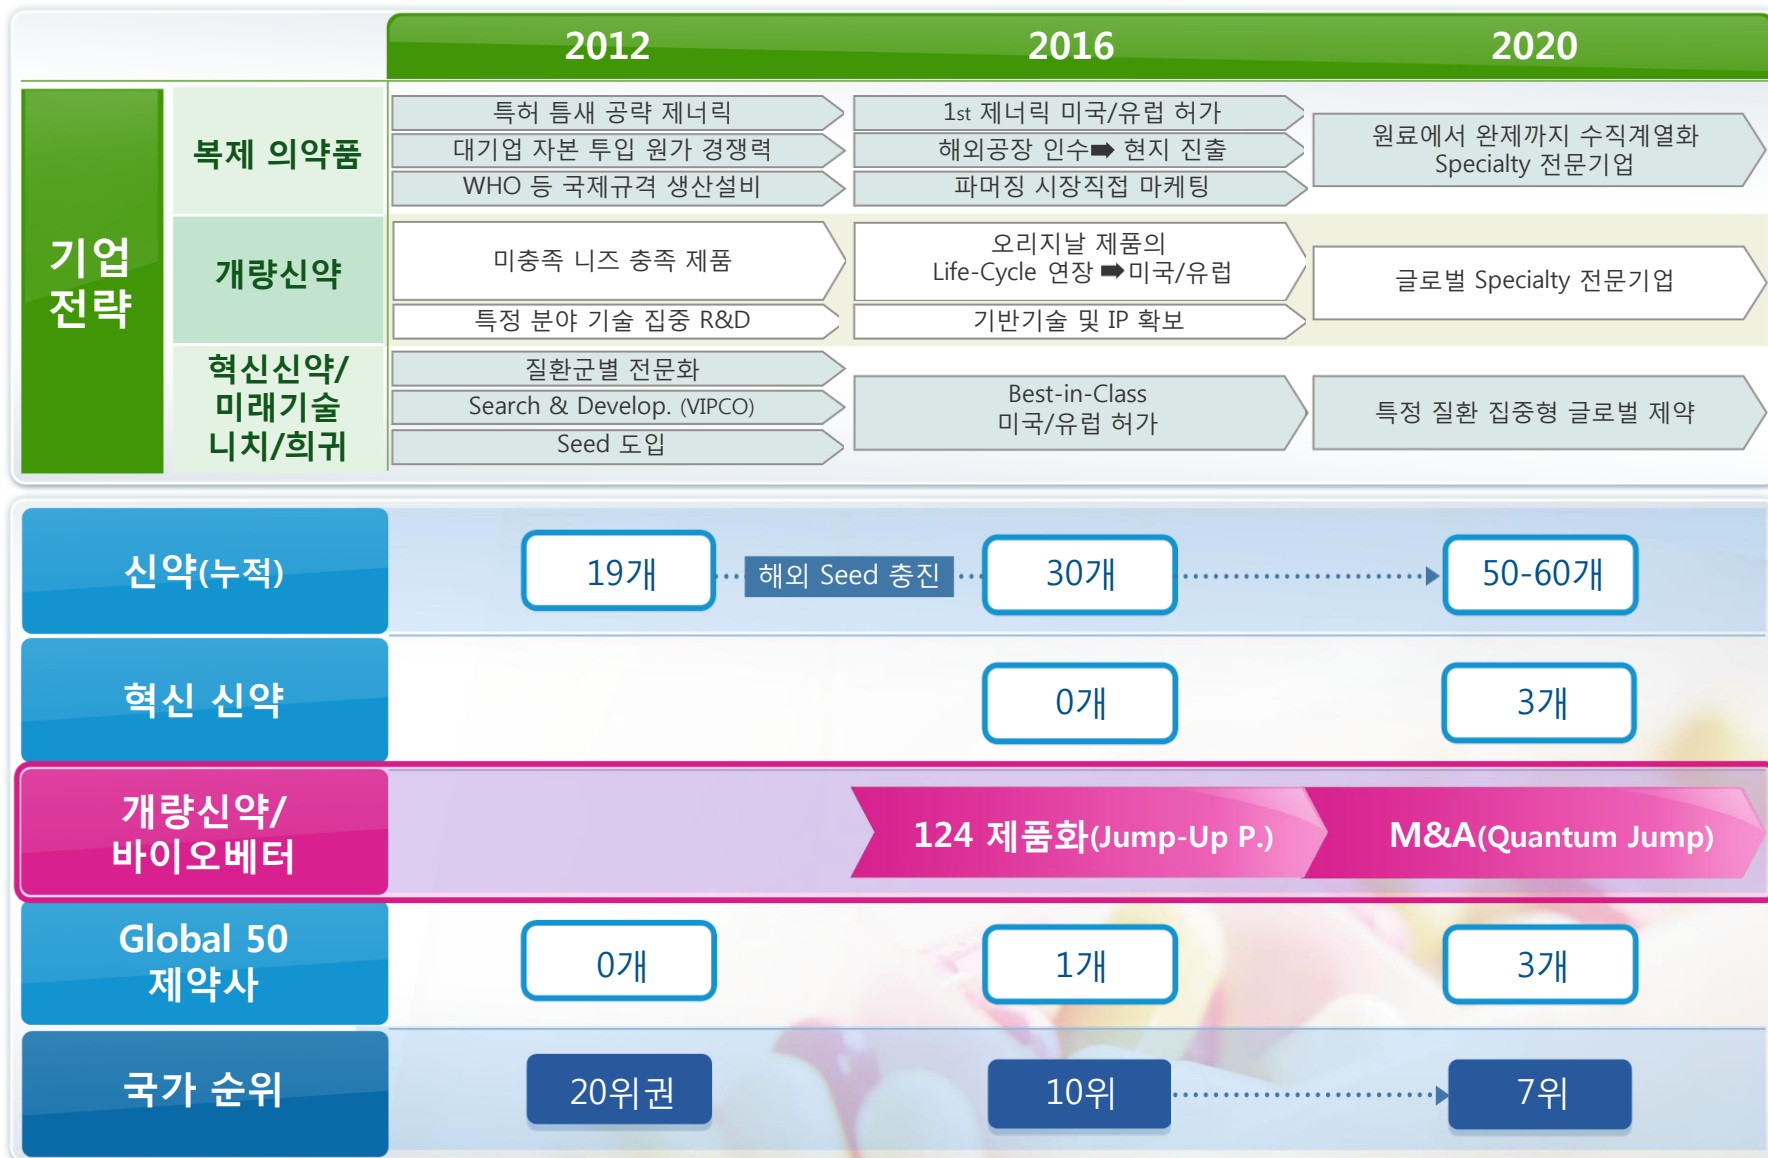 2012
2016
2020
기업
전략
복제 의약품
특허 틈새 공략 제너릭
대기업 자본 투입 원가 경쟁력
WHO 등 국제규격 생산설비
1st 제너릭 미국/유럽 허가
해외공장 인수➡ 현지 진출
파머징 시장직접 마케팅
원료에서 완제까지 수직계열화
Specialty 전문기업
개량신약
미충족 니즈 충족 제품
특정 분야 기술 집중 R&D
오리지날 제품의
Life-Cycle 연장 ➡미국/유럽
기반기술 및 IP 확보
글로벌 Specialty 전문기업
혁신신약/
미래기술
니치/희귀
질환군별 전문화
Search & Develop. (VIPCO)
Seed 도입
Best-in-Class
미국/유럽 허가
특정 질환 집중형 글로벌 제약
신약(누적)
19개
해외 Seed 충진
30개
50-60개
혁신 신약
0개
3개
개량신약/
바이오베터
124 제품화(Jump-Up P.)
M&A(Quantum Jump)
Global 50
제약사
0개
1개
3개
국가 순위
20위권
10위
7위